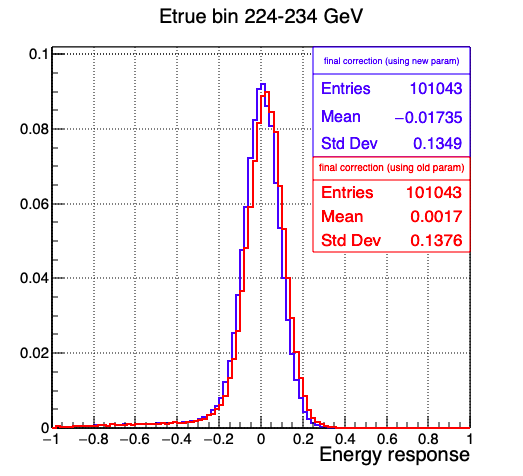 Etrue bin 224-234 GeV
0.1
0.08
0.06
0.04
0.02
0
final correction (using new param)
Entries 101043
Mean −0.01735
Std Dev 0.1349
final correction (using old param)
Entries 101043
Mean 0.0017
Std Dev 0.1376
−1 −0.8 −0.6 −0.4 −0.2 0 0.2 0.4 0.6 0.8 1
Energy response